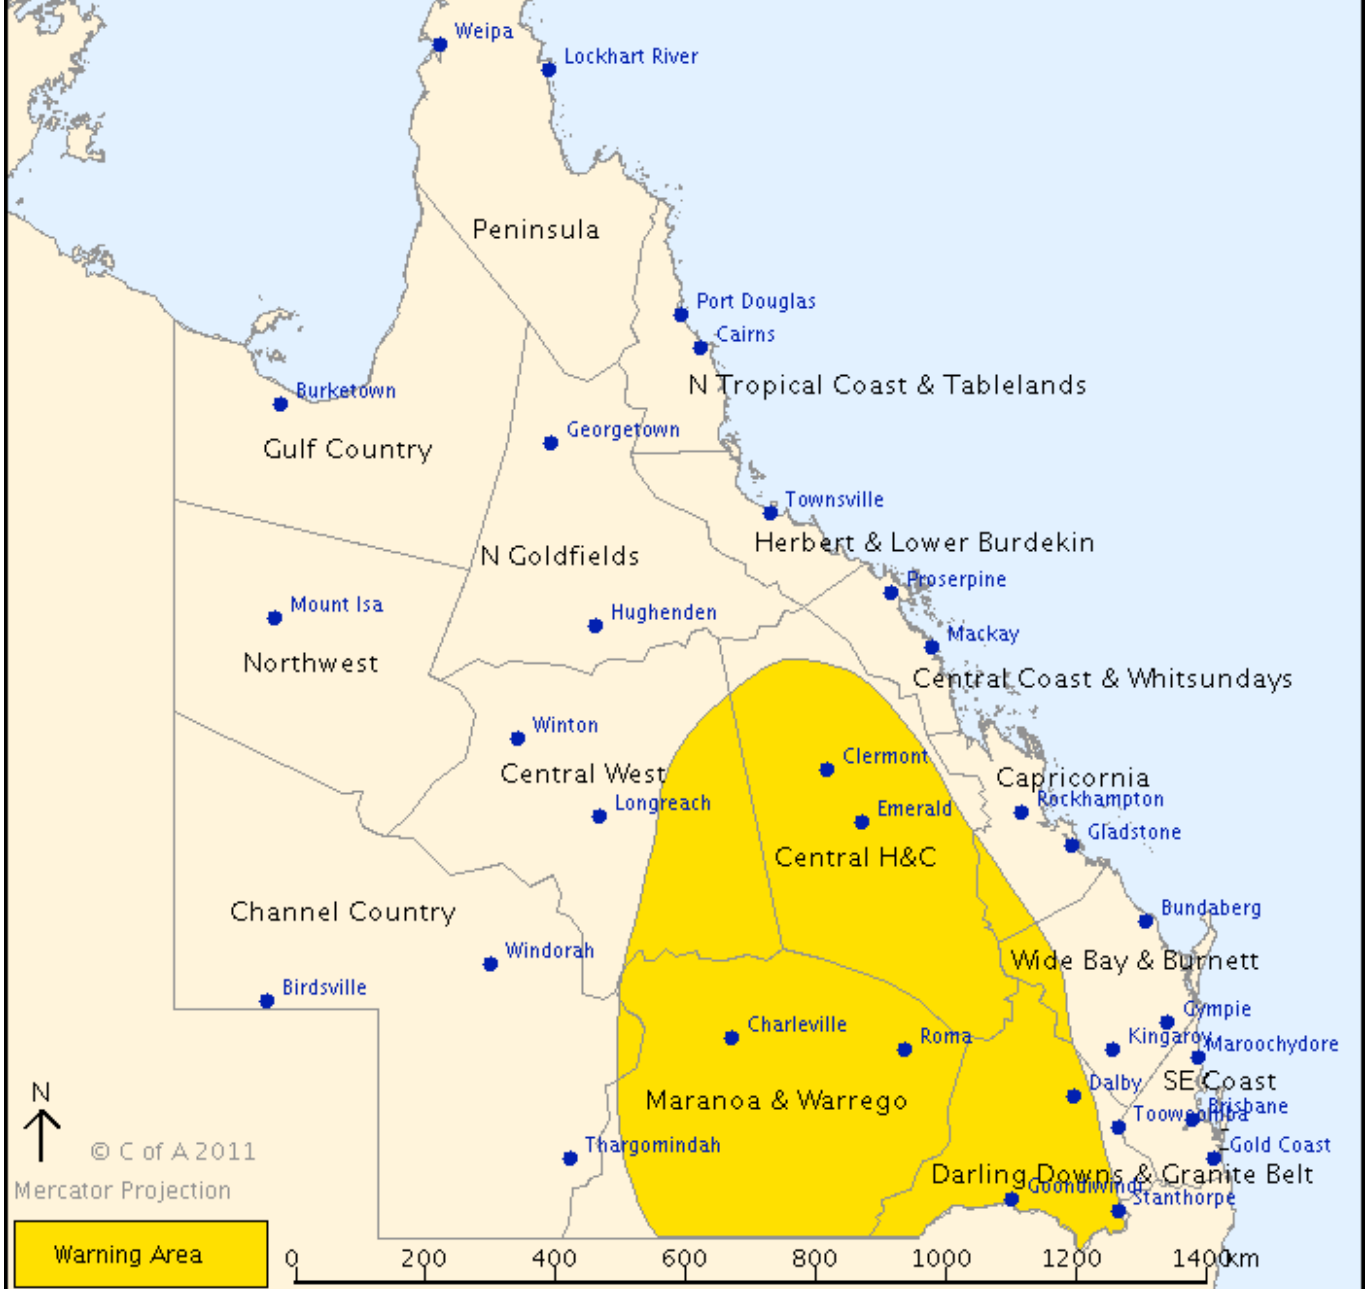 Weipa
Lockhart River
Peninsula
Port Douglas
Cairns
N Tropical Coast & Tablelands
Burketown
Georgetown
Gulf Country
Townsville
Herbert & Lower Burdekin
N Goldfields
Proserpine
Mount Isa
Hughenden
Mackay
Northwest
Central Coast & Whitsundays
Winton
Clermont
Central West
Capricornia
Longreach
Emerald
Rockhampton
Gladstone
Central H&C
Channel Country
Bundaberg
Windorah
Wide Bay & Burnett
Birdsville
Gympie
Charleville
Roma
Kingaroy
Maroochydore
Dalby
SE Coast
N
Maranoa & Warrego
Brisbane
Toowoomba
© C of A 2011
Thargomindah
Gold Coast
Darling Downs & Granite Belt
Mercator Projection
Goondiwindi
Stanthorpe
Warning Area
0 200 400 600 800 1000 1200 1400km